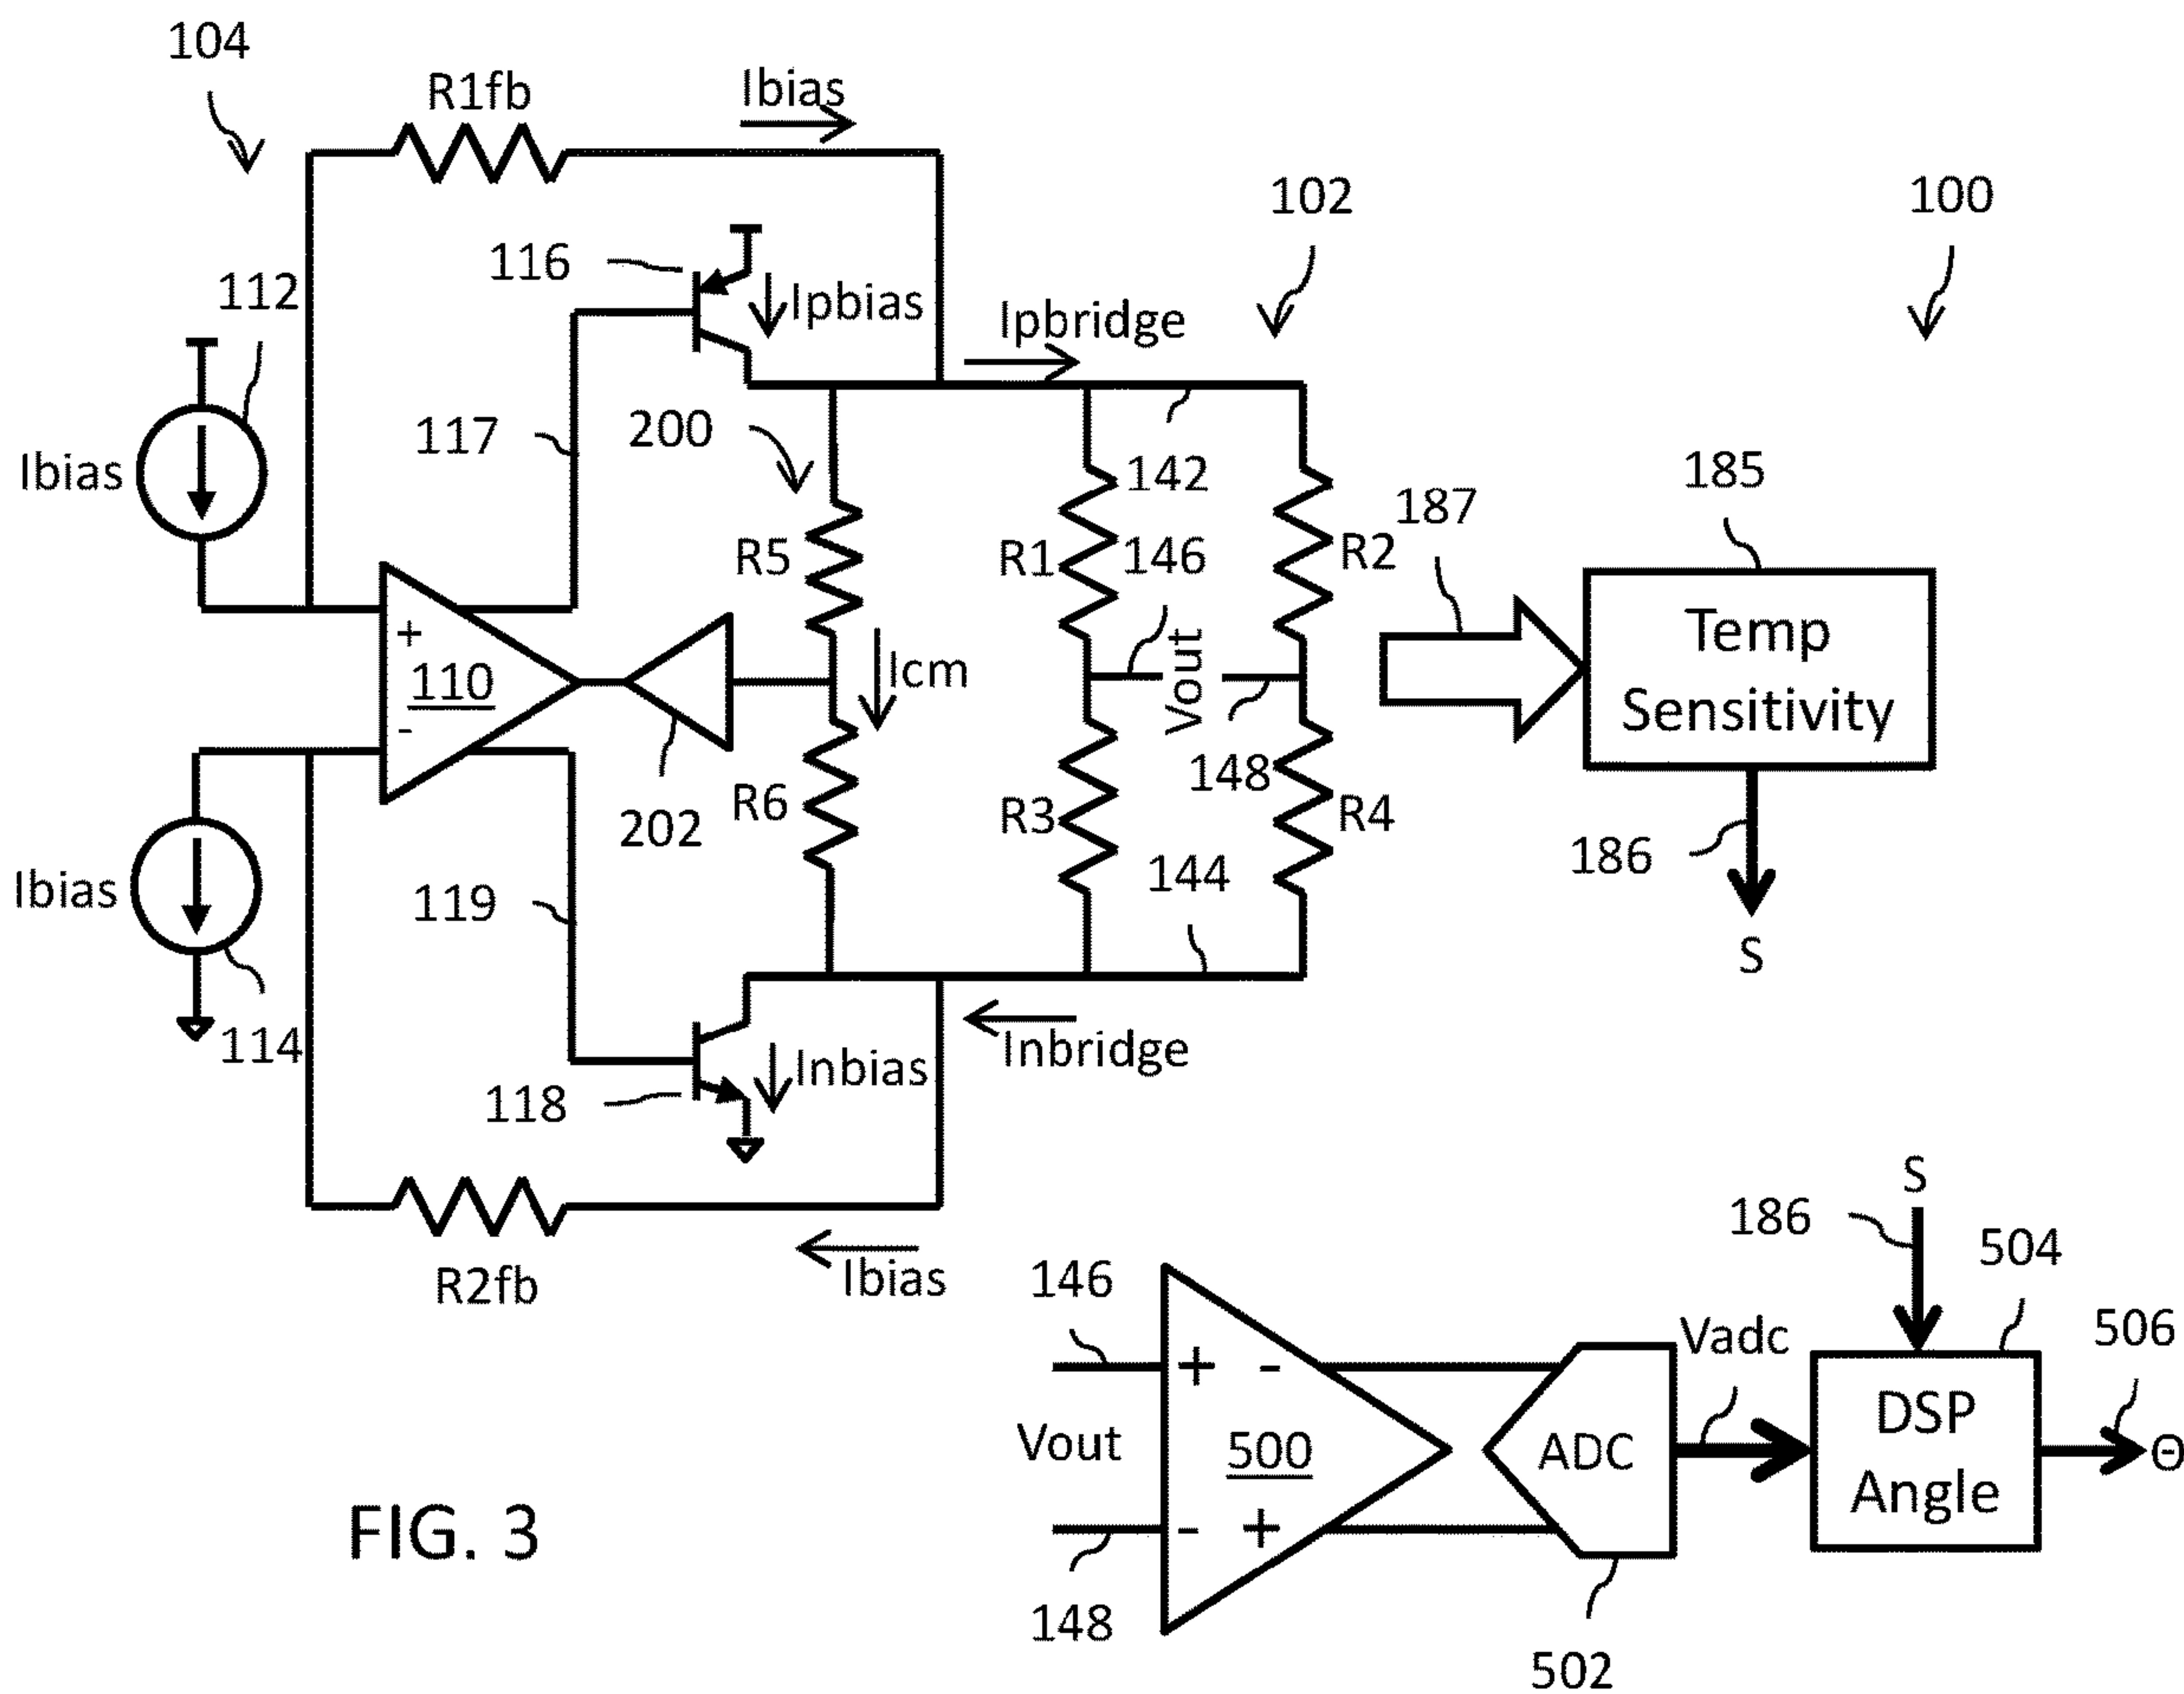 104
R1fb
Ibias
102
100
116
Ipbias
112
Ipbridge
117
200
142
Ibias
187
185
R5
R1
146
R2
Temp
Sensitivity
+
110
-
Icm
Vout
148
R6
202
R3
R4
186
S
144
Ibias
119
114
Inbridge
Inbias
118
R2fb
Ibias
S
186
504
146
Vadc
506
+ -
Vout
500
ADC
DSP
Angle
Θ
- +
148
502
FIG. 3